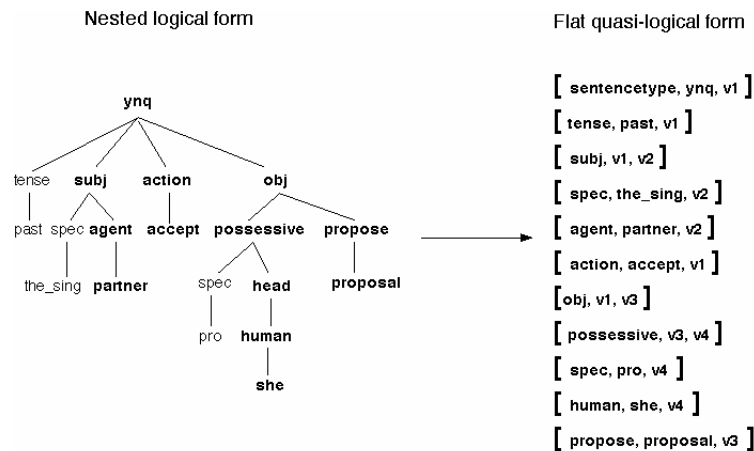 Nested logical form
Flat quasi-logical form
ynq
tense subj action obj
past spec agent accept possessive propose
the_sing partner spec head proposal
pro human
she
[ sentencetype, ynq, v1 ]
[ tense, past, v1 ]
[ subj, v1, v2 ]
[ spec, the_sing, v2 ]
[ agent, partner, v2 ]
[ action, accept, v1 ]
[obj, v1, v3 ]
[ possessive, v3, v4 ]
[ spec, pro, v4 ]
[ human, she, v4 ]
[ propose, proposal, v3 ]